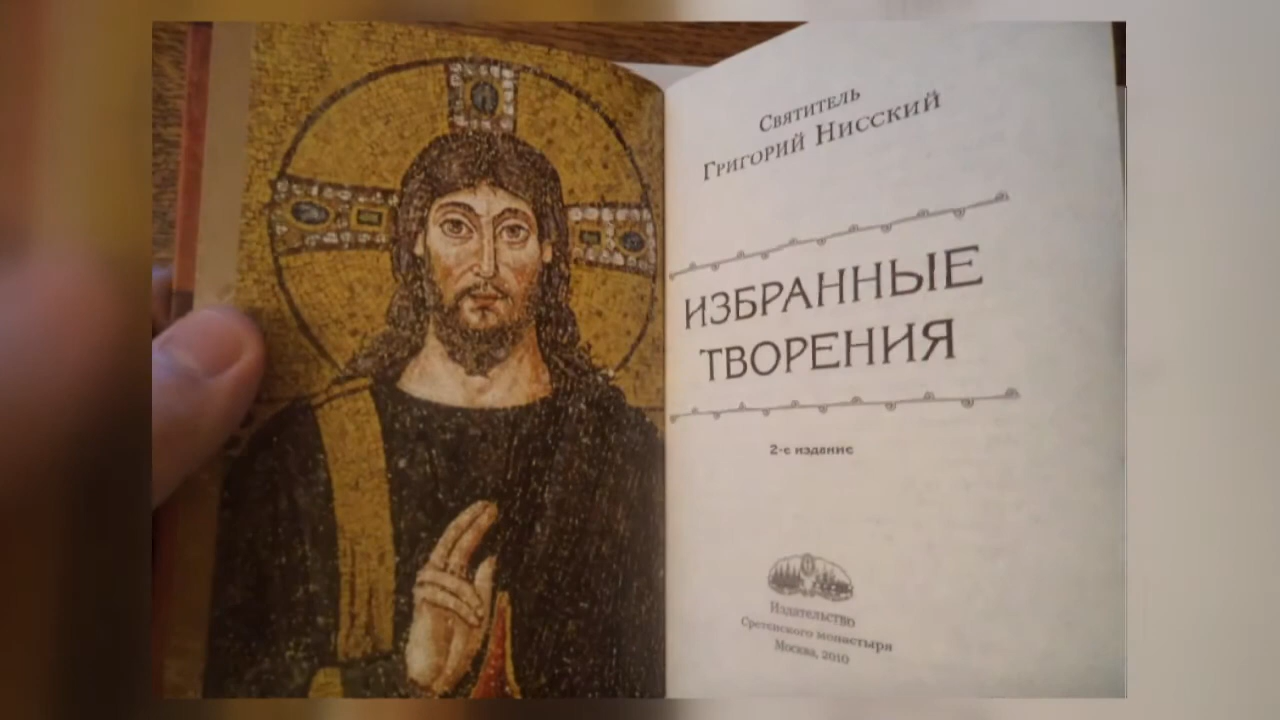 Святитель
Григорий Нисский
ИЗБРАННЫЕ
ТВОРЕНИЯ
2-е издание
Издательство
Сретенского монастыря
Москва, 2010